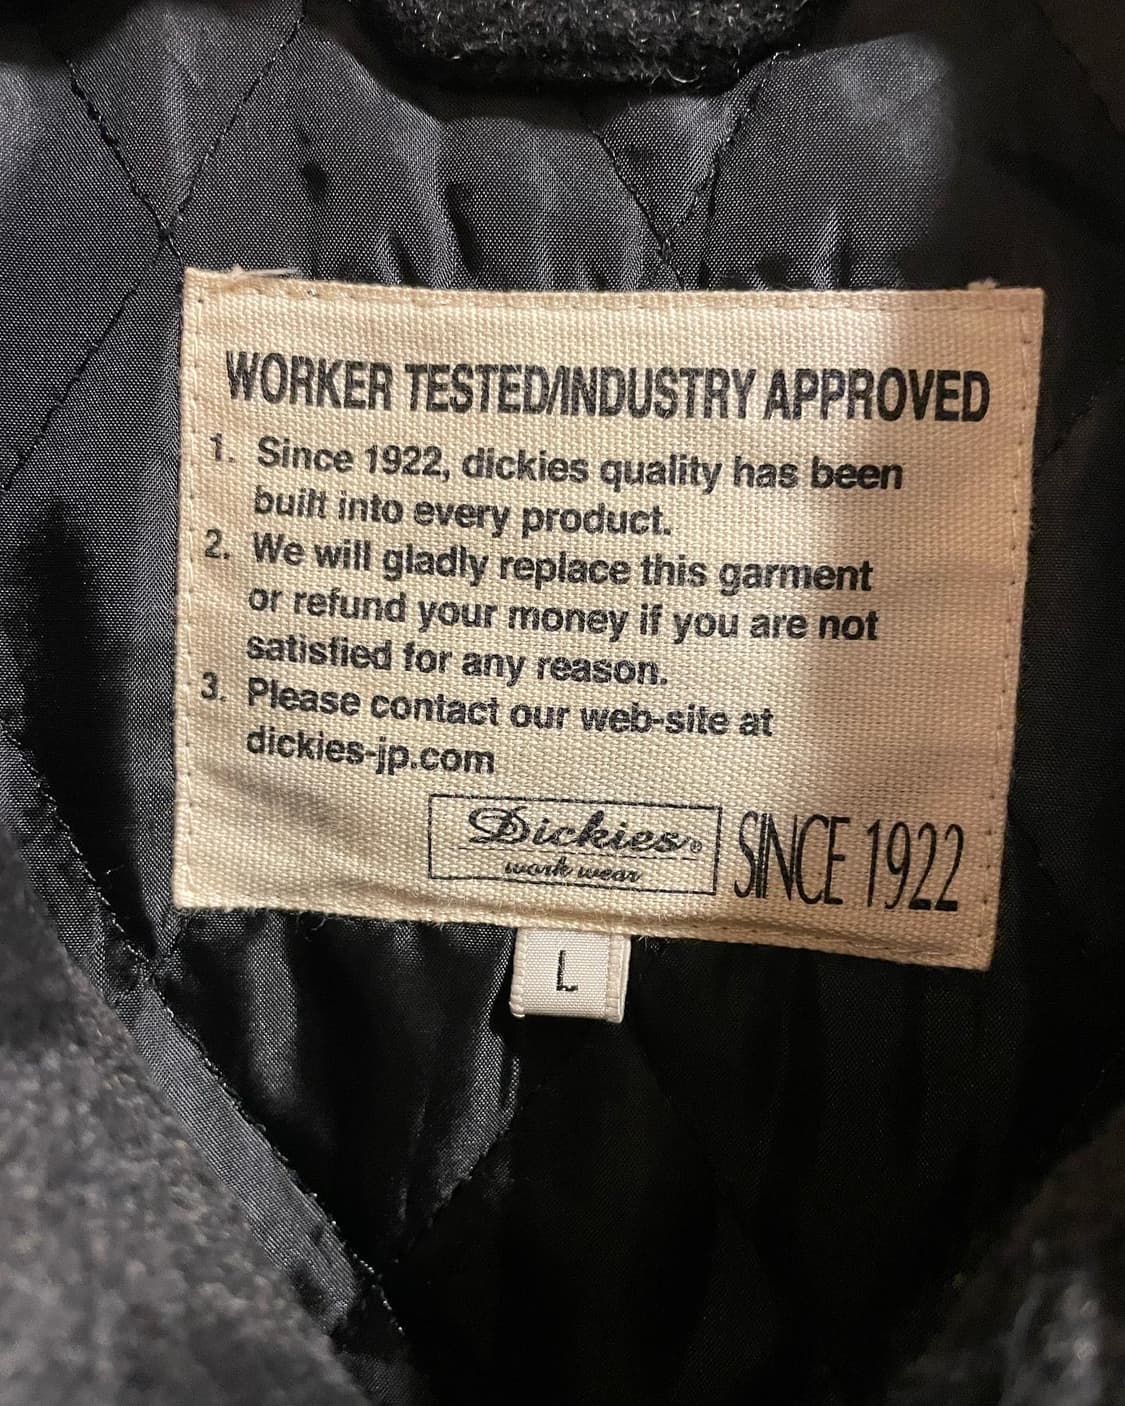 WORKER TESTED/INDUSTRY APPROVED
1. Since 1922, dickies quality has been
built into every product.
2. We will gladly replace this garment
or refund your money if you are not
satisfied for any reason.
3. Please contact our web-site at
dickies-jp.com
Dickies®
work wear
SINCE 1922
L